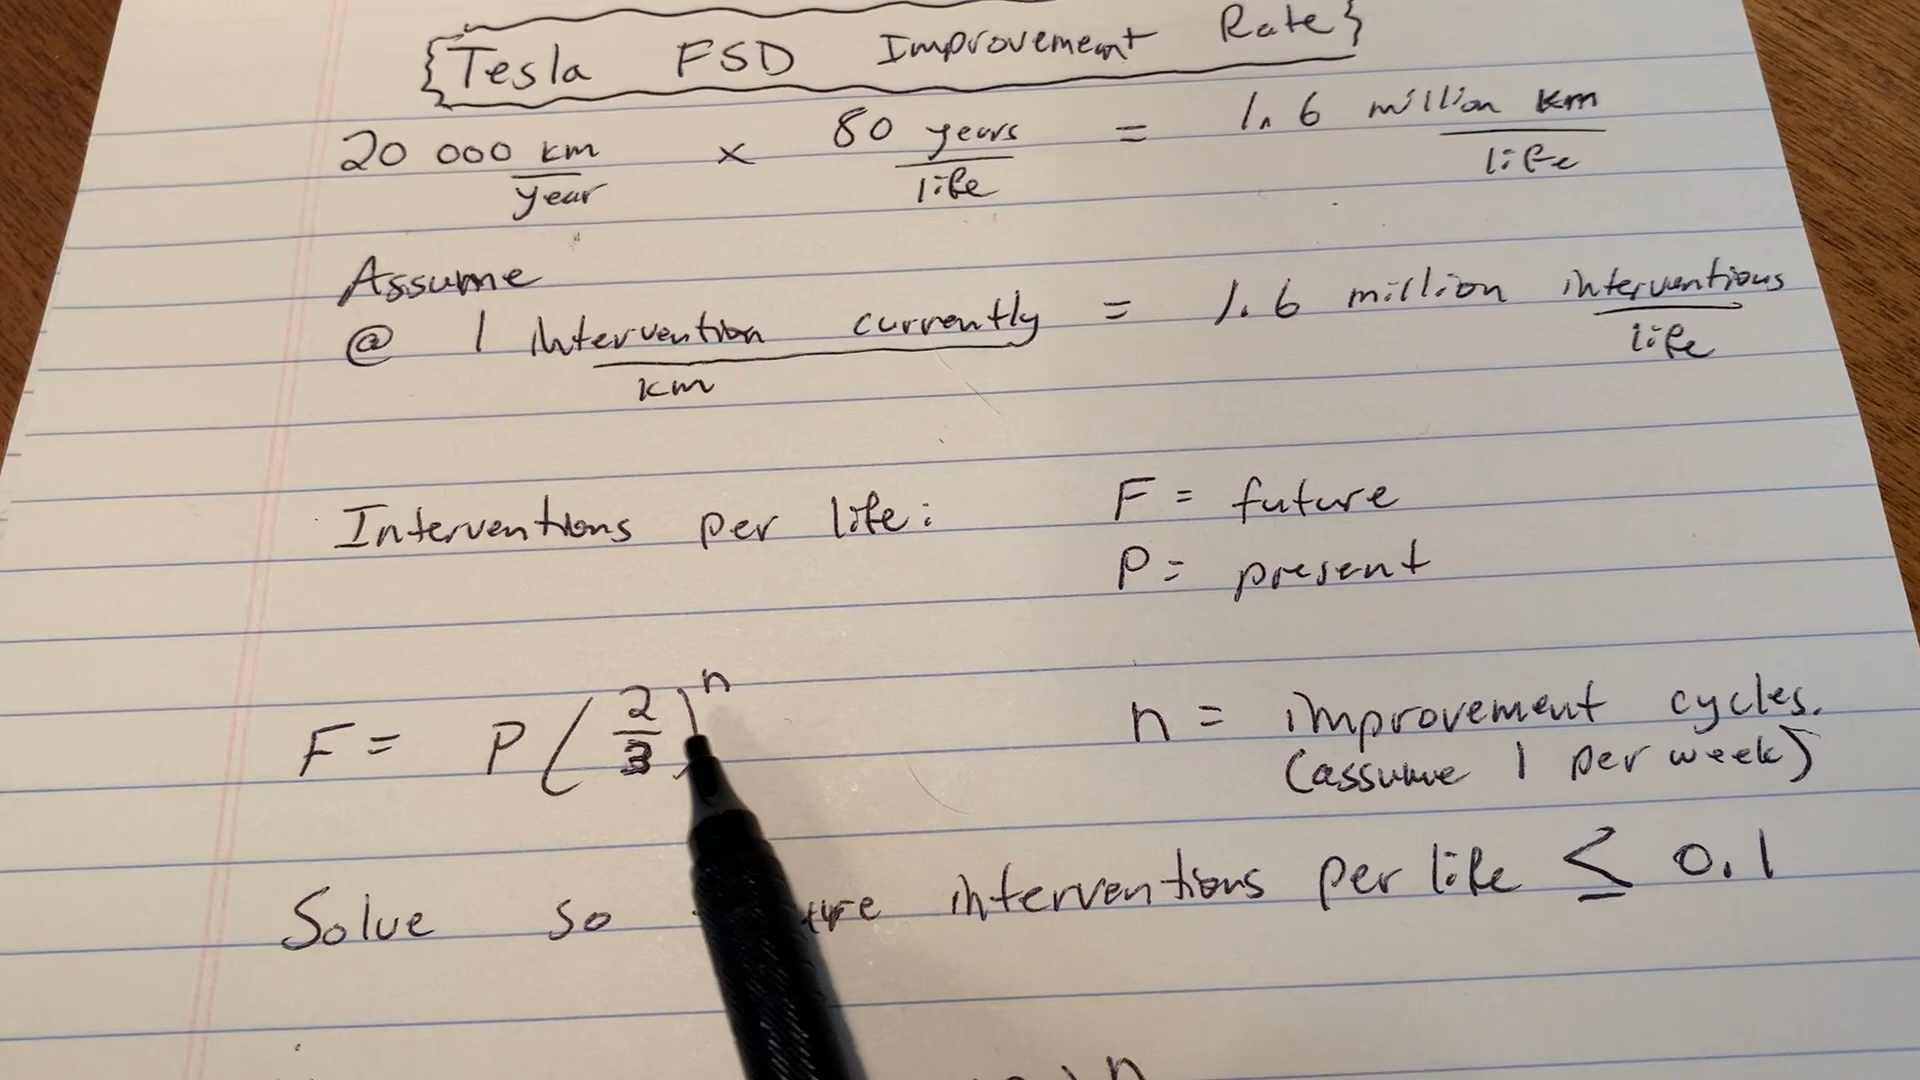 Tesla FSD Improvement Rate
20 000 km/year × 80 years/life = 1.6 million km/life
Assume
@ 1 intervention currently/km = 1.6 million interventions/life
Interventions per life: F = future
P = present
F = P(2/3)^n n = improvement cycles.
(assume 1 per week)
Solve so interventions per life ≤ 0.1
n